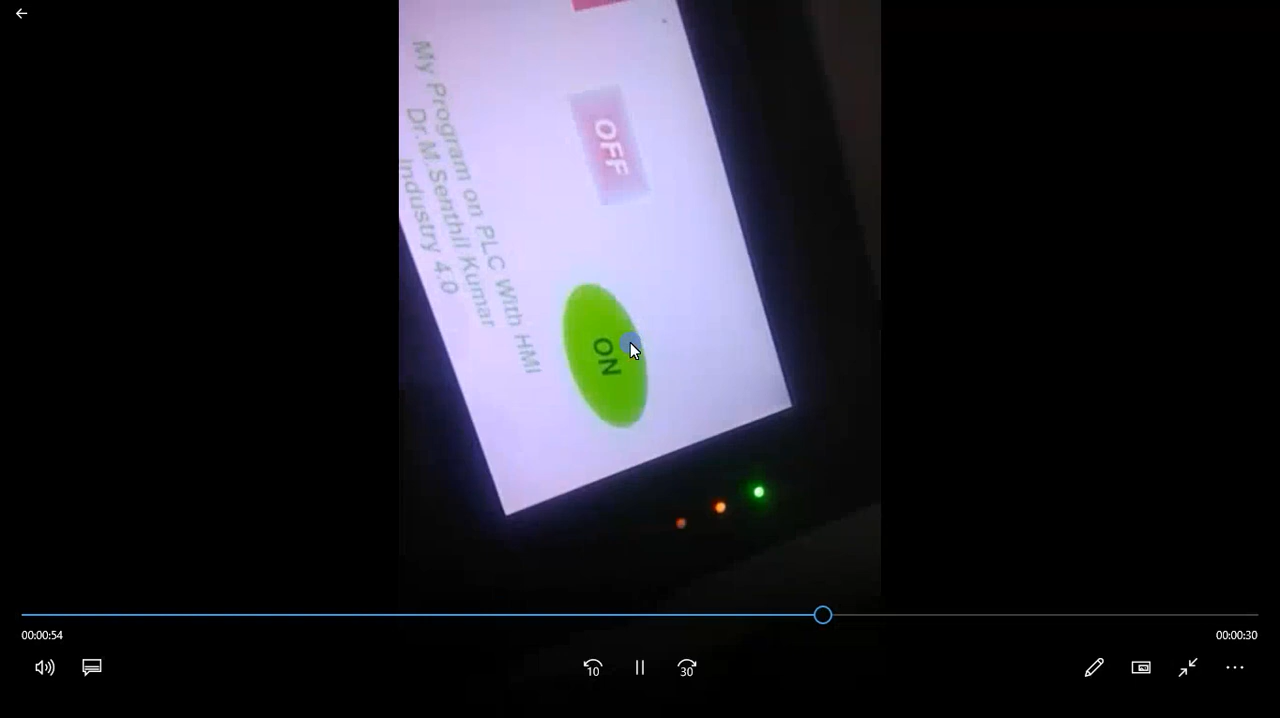 OFF
ON
My Program on PLC With HMI
Dr.M.Senthil Kumar
Industry 4.0
00:00:54
00:00:30
10
30